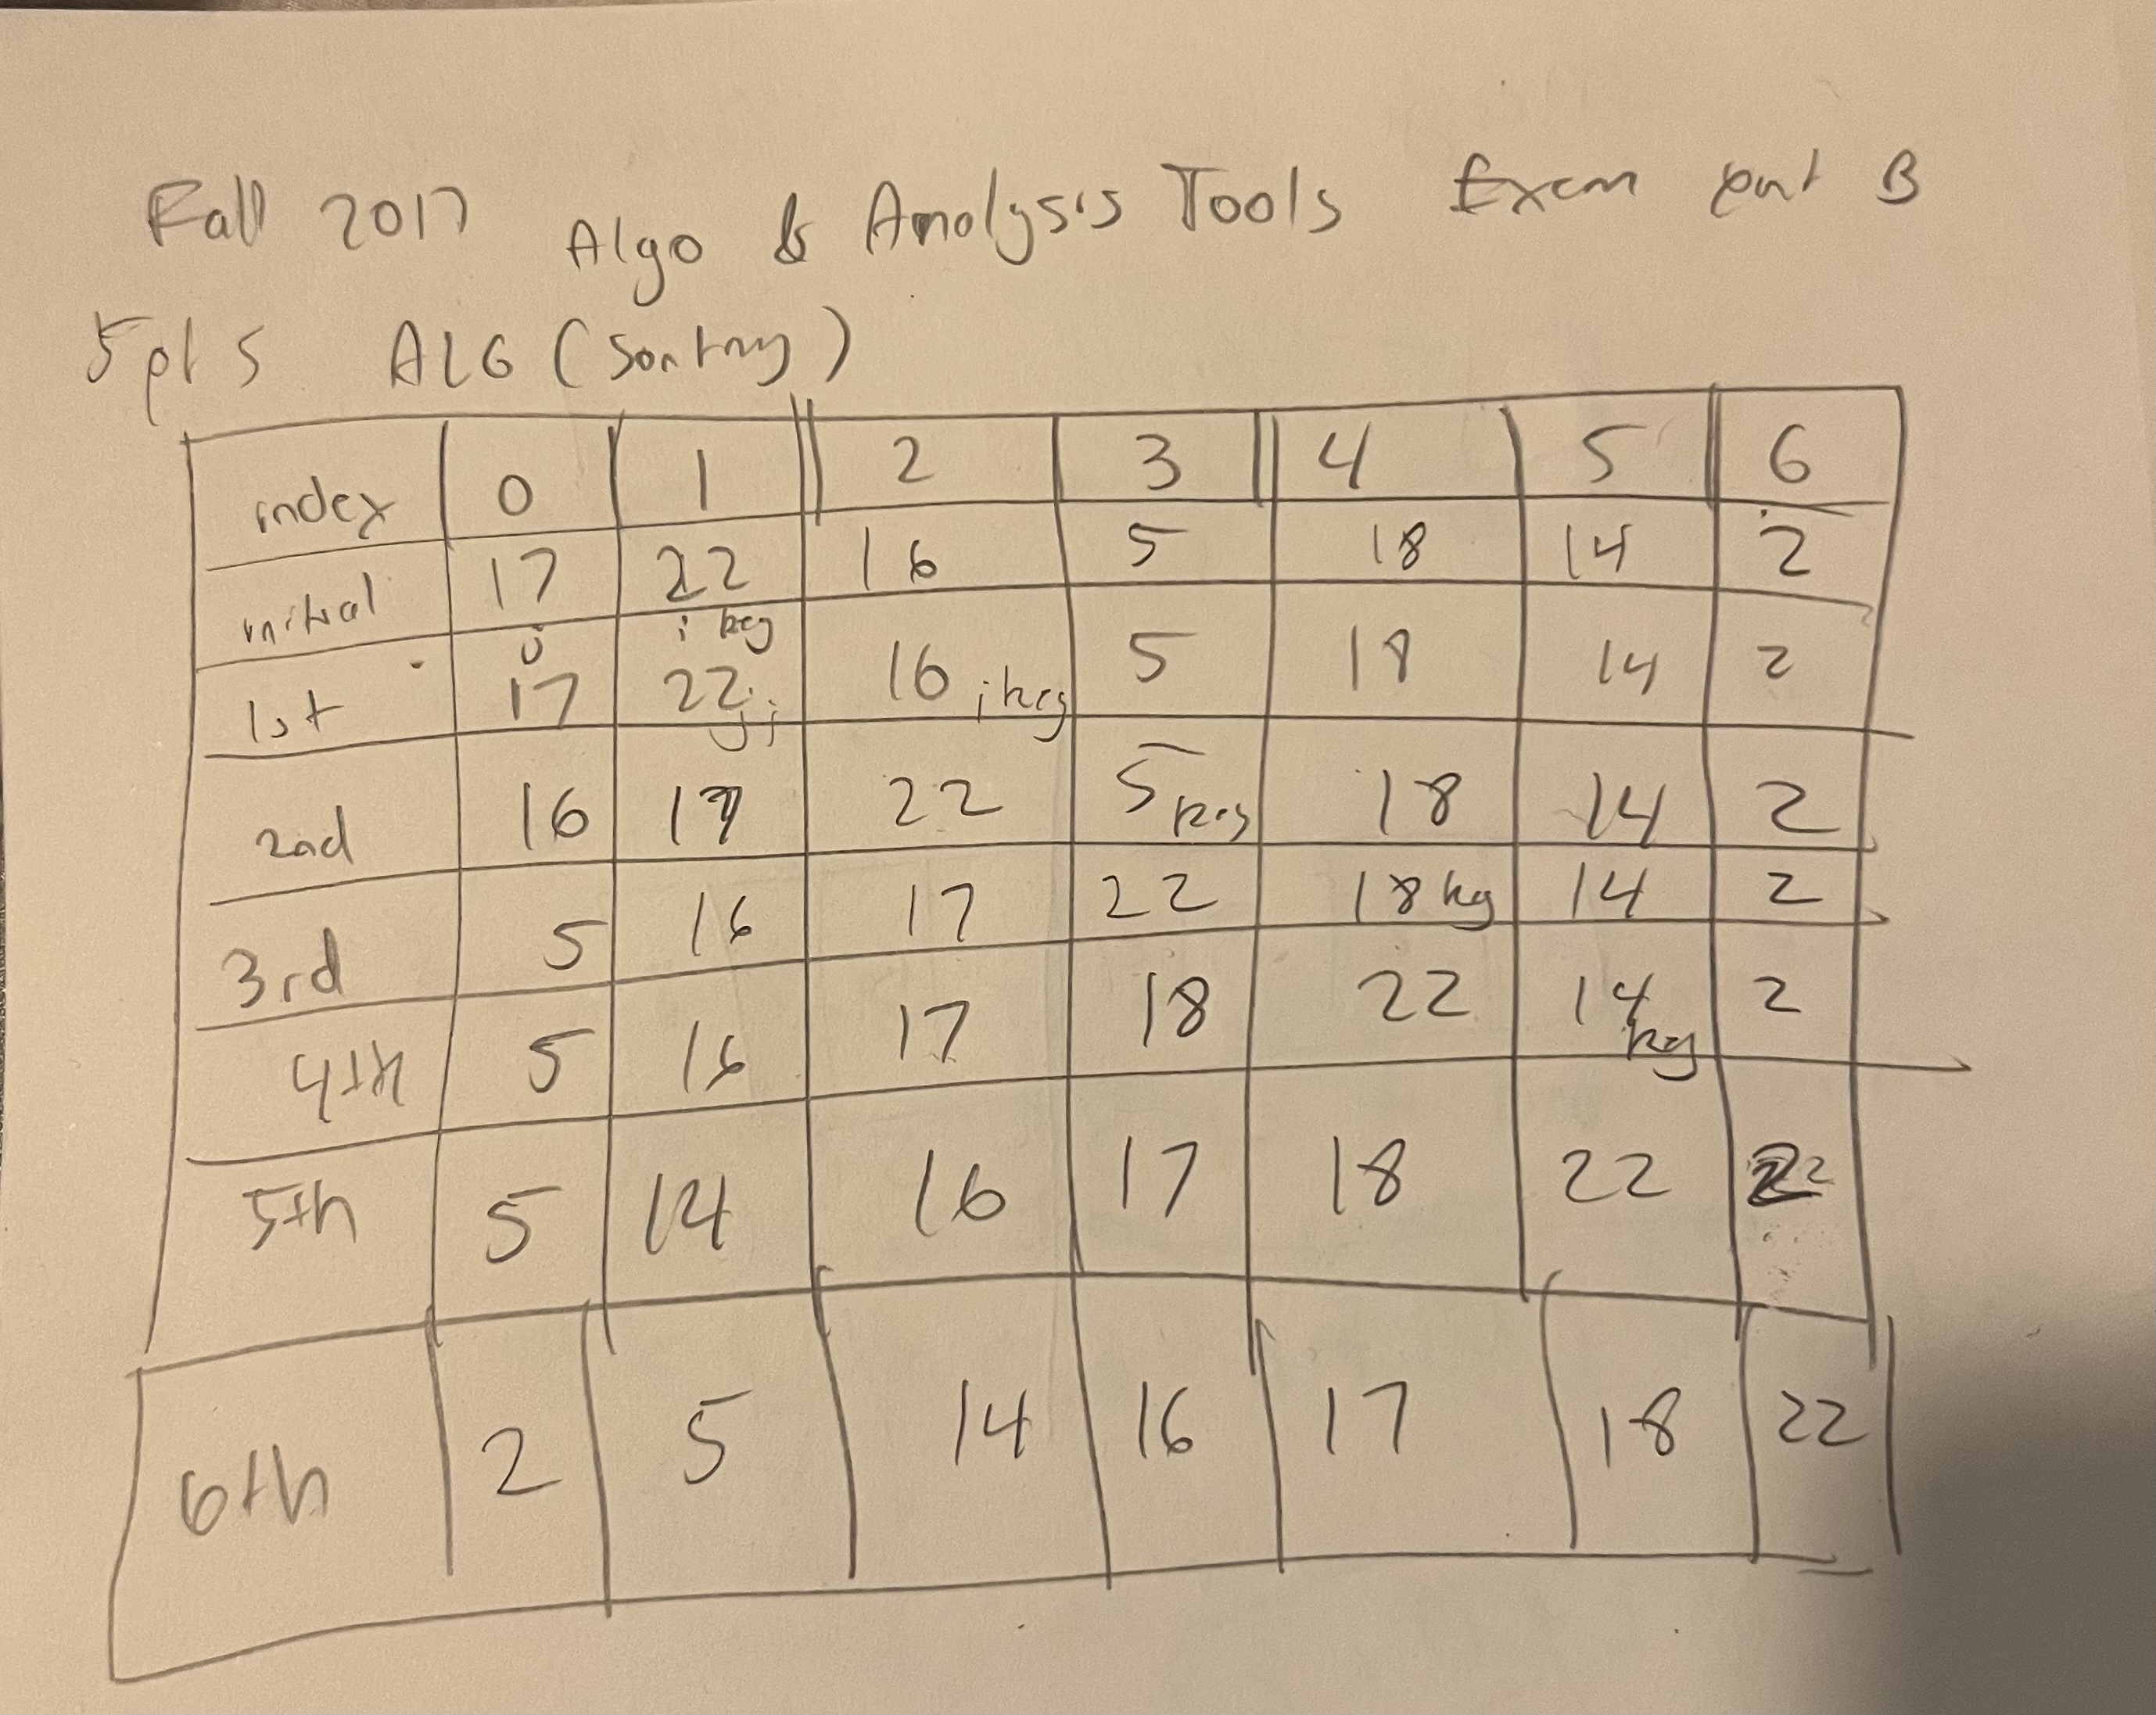 Fall 2017 Algo & Analysis Tools Exam part B
5pts ALG (Sorting)
index 0 1 2 3 4 5 6
initial 17 22 16 5 18 14 2
j i key
1st 17 22 16 i key 5 18 14 2
j i
2nd 16 17 22 5 key 18 14 2
3rd 5 16 17 22 18 key 14 2
4th 5 16 17 18 22 14 key 2
5th 5 14 16 17 18 22 2
6th 2 5 14 16 17 18 22